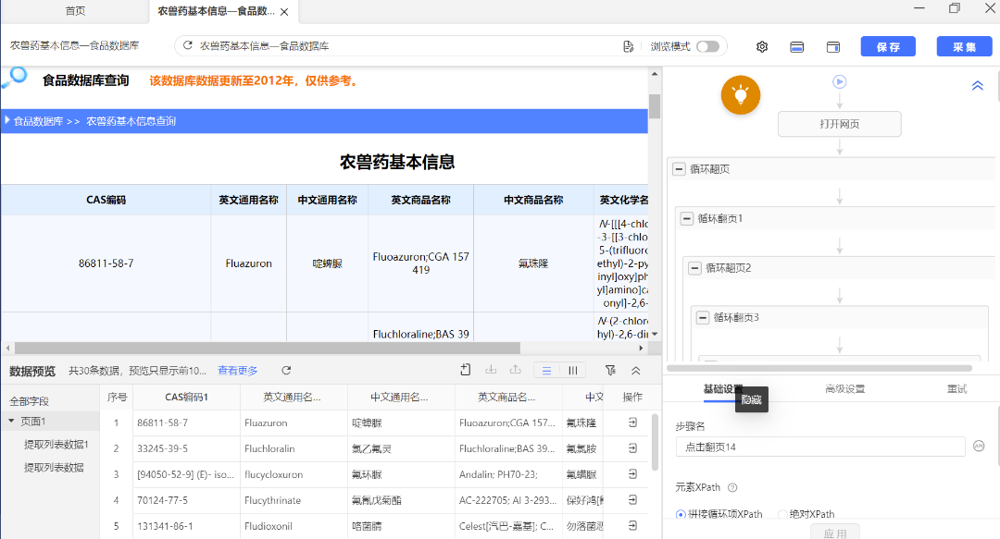 首页
农兽药基本信息—食品数据...
农兽药基本信息—食品数据库
农兽药基本信息—食品数据库
浏览模式
保存
采集
食品数据库查询
该数据库数据更新至2012年，仅供参考。
食品数据库 >> 农兽药基本信息查询
农兽药基本信息
CAS编码 英文通用名称 中文通用名称 英文商品名称 中文商品名称 英文化学名
86811-58-7 Fluazuron 啶蜱脲 Fluoazuron;CGA 157419 氟珠隆
N-[[[4-chlo
-3-[[3-chlo
5-(trifluoro
ethyl)-2-py
inyl]oxy]ph
yl]amino]ca
onyl]-2,6-
Fluchloraline;BAS 39
N-(2-chloro
hyl)-2,6-di
数据预览 共30条数据，预览只显示前10... 查看更多
全部字段
页面1
提取列表数据1
提取列表数据
序号 CAS编码1 英文通用名... 中文通用名... 英文商品名... 中文 操作
1 86811-58-7 Fluazuron 啶蜱脲 Fluoazuron;CGA 157... 氟珠隆
2 33245-39-5 Fluchloralin 氯乙氟灵 Fluchloraline;BAS 39... 氟氯胺
3 [94050-52-9] (E)- iso... flucycloxuron 氟环脲 Andalin; PH70-23; 氟螨脲
4 70124-77-5 Flucythrinate 氟氰戊菊酯 AC-222705; AI 3-293... 保好鸿[
5 131341-86-1 Fludioxonil 咯菌腈 Celest[汽巴-嘉基]; C... 勿落菌恶
打开网页
循环翻页
循环翻页1
循环翻页2
循环翻页3
基础设置
隐藏
高级设置
重试
步骤名
点击翻页14
API
元素XPath
拼接循环项XPath
绝对XPath
应用